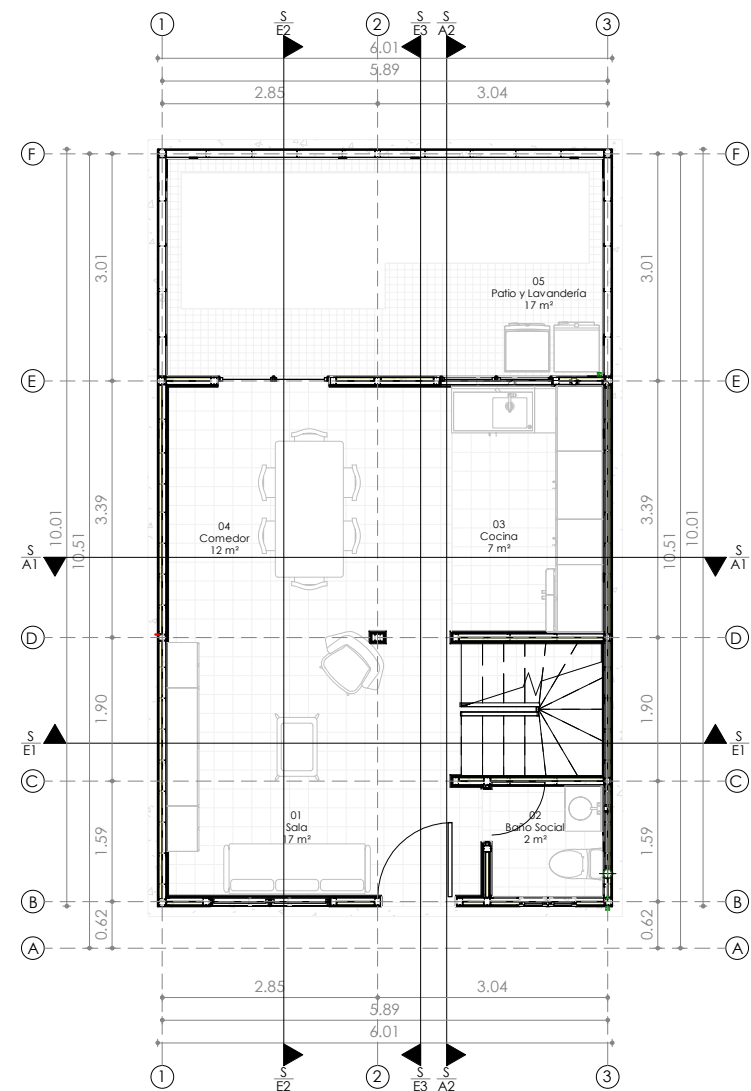 S
E2
S
E3
S
A2
1
2
3
6.01
5.89
2.85
3.04
F
F
3.01
3.01
05
Patio y Lavandería
17 m²
E
E
10.01
10.51
3.39
3.39
10.51
10.01
04
Comedor
12 m²
03
Cocina
7 m²
S
A1
S
A1
D
D
1.90
1.90
S
E1
S
E1
C
C
01
Sala
17 m²
02
Baño Social
2 m²
1.59
1.59
B
B
0.62
0.62
A
A
2.85
3.04
5.89
6.01
1
2
3
S
E2
S
E3
S
A2